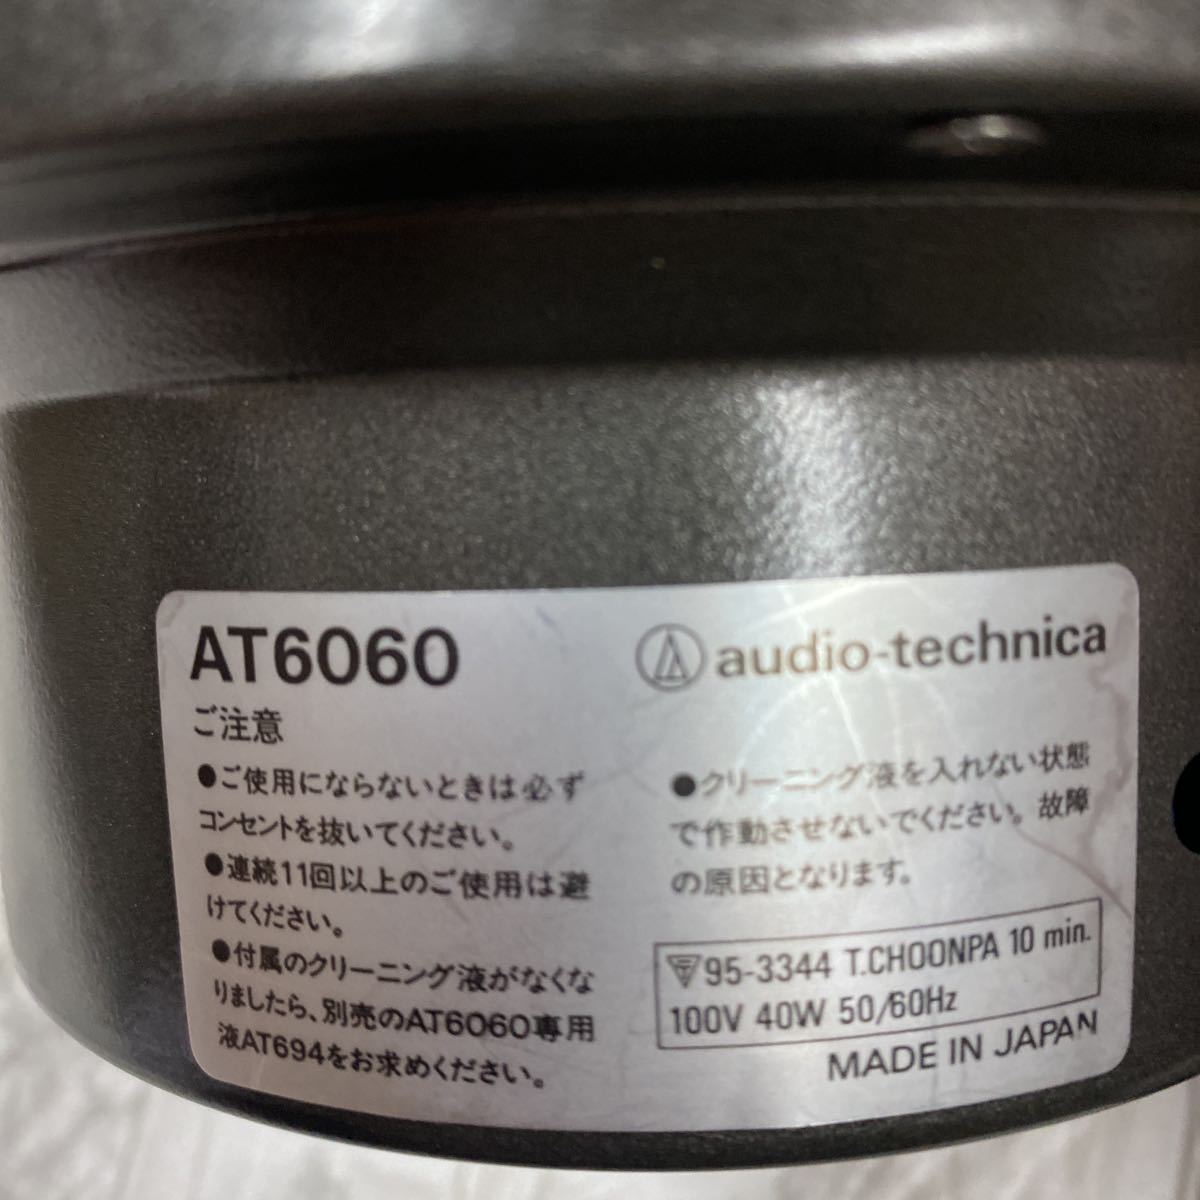 AT6060
audio-technica
ご注意
●ご使用にならないときは必ず
コンセントを抜いてください。
●連続11回以上のご使用は避
けてください。
●付属のクリーニング液がなくな
りましたら、別売のAT6060専用
液AT694をお求めください。
●クリーニング液を入れない状態
で作動させないでください。故障
の原因となります。
95-3344 T.CHOONPA 10 min.
100V 40W 50/60Hz
MADE IN JAPAN